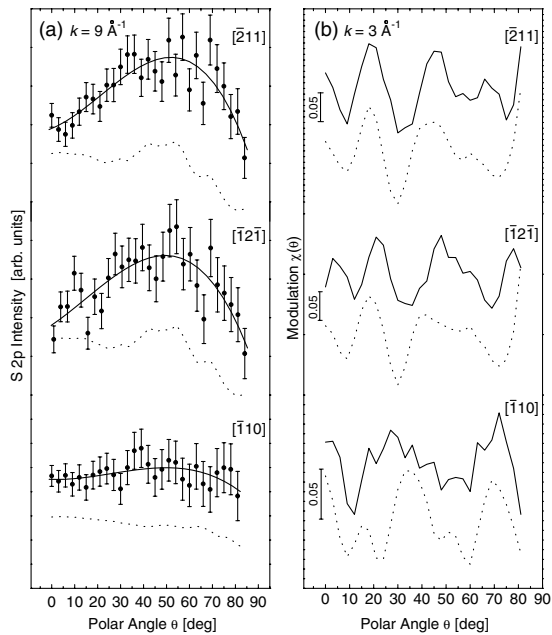 (a) k = 9 Å⁻¹
[2̄11]
[1̄21̄]
[1̄10]
S 2p Intensity [arb. units]
0 10 20 30 40 50 60 70 80 90
Polar Angle θ [deg]
(b) k = 3 Å⁻¹
[2̄11]
0.05
[1̄21̄]
0.05
[1̄10]
0.05
Modulation χ(θ)
0 10 20 30 40 50 60 70 80 90
Polar Angle θ [deg]